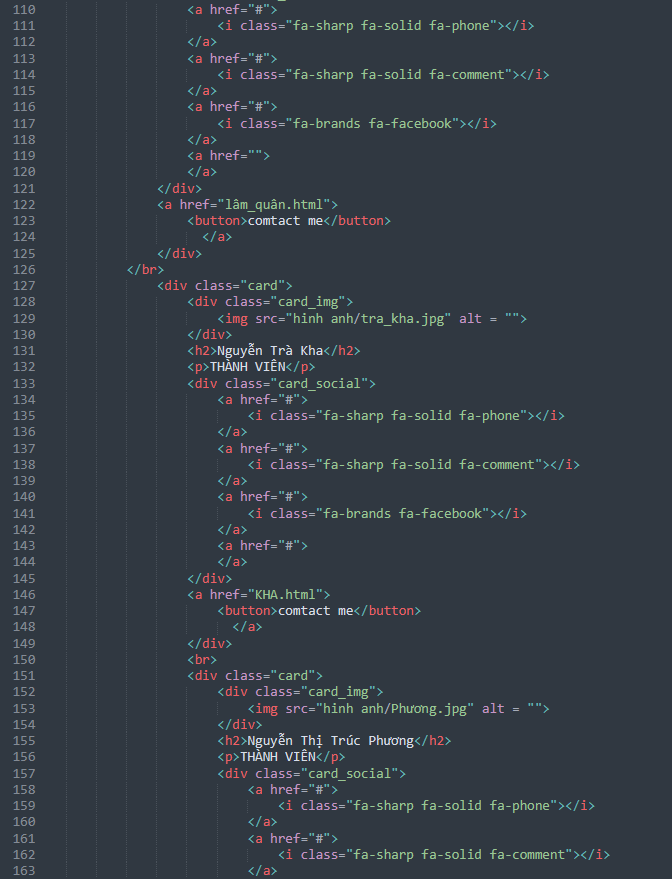 110 <a href="#">
111 <i class="fa-sharp fa-solid fa-phone"></i>
112 </a>
113 <a href="#">
114 <i class="fa-sharp fa-solid fa-comment"></i>
115 </a>
116 <a href="#">
117 <i class="fa-brands fa-facebook"></i>
118 </a>
119 <a href="">
120 </a>
121 </div>
122 <a href="lâm_quân.html">
123 <button>comtact me</button>
124 </a>
125 </div>
126 </br>
127 <div class="card">
128 <div class="card_img">
129 <img src="hình anh/tra_kha.jpg" alt = "">
130 </div>
131 <h2>Nguyễn Trà Kha</h2>
132 <p>THÀNH VIÊN</p>
133 <div class="card_social">
134 <a href="#">
135 <i class="fa-sharp fa-solid fa-phone"></i>
136 </a>
137 <a href="#">
138 <i class="fa-sharp fa-solid fa-comment"></i>
139 </a>
140 <a href="#">
141 <i class="fa-brands fa-facebook"></i>
142 </a>
143 <a href="#">
144 </a>
145 </div>
146 <a href="KHA.html">
147 <button>comtact me</button>
148 </a>
149 </div>
150 <br>
151 <div class="card">
152 <div class="card_img">
153 <img src="hình anh/Phương.jpg" alt = "">
154 </div>
155 <h2>Nguyễn Thị Trúc Phương</h2>
156 <p>THÀNH VIÊN</p>
157 <div class="card_social">
158 <a href="#">
159 <i class="fa-sharp fa-solid fa-phone"></i>
160 </a>
161 <a href="#">
162 <i class="fa-sharp fa-solid fa-comment"></i>
163 </a>